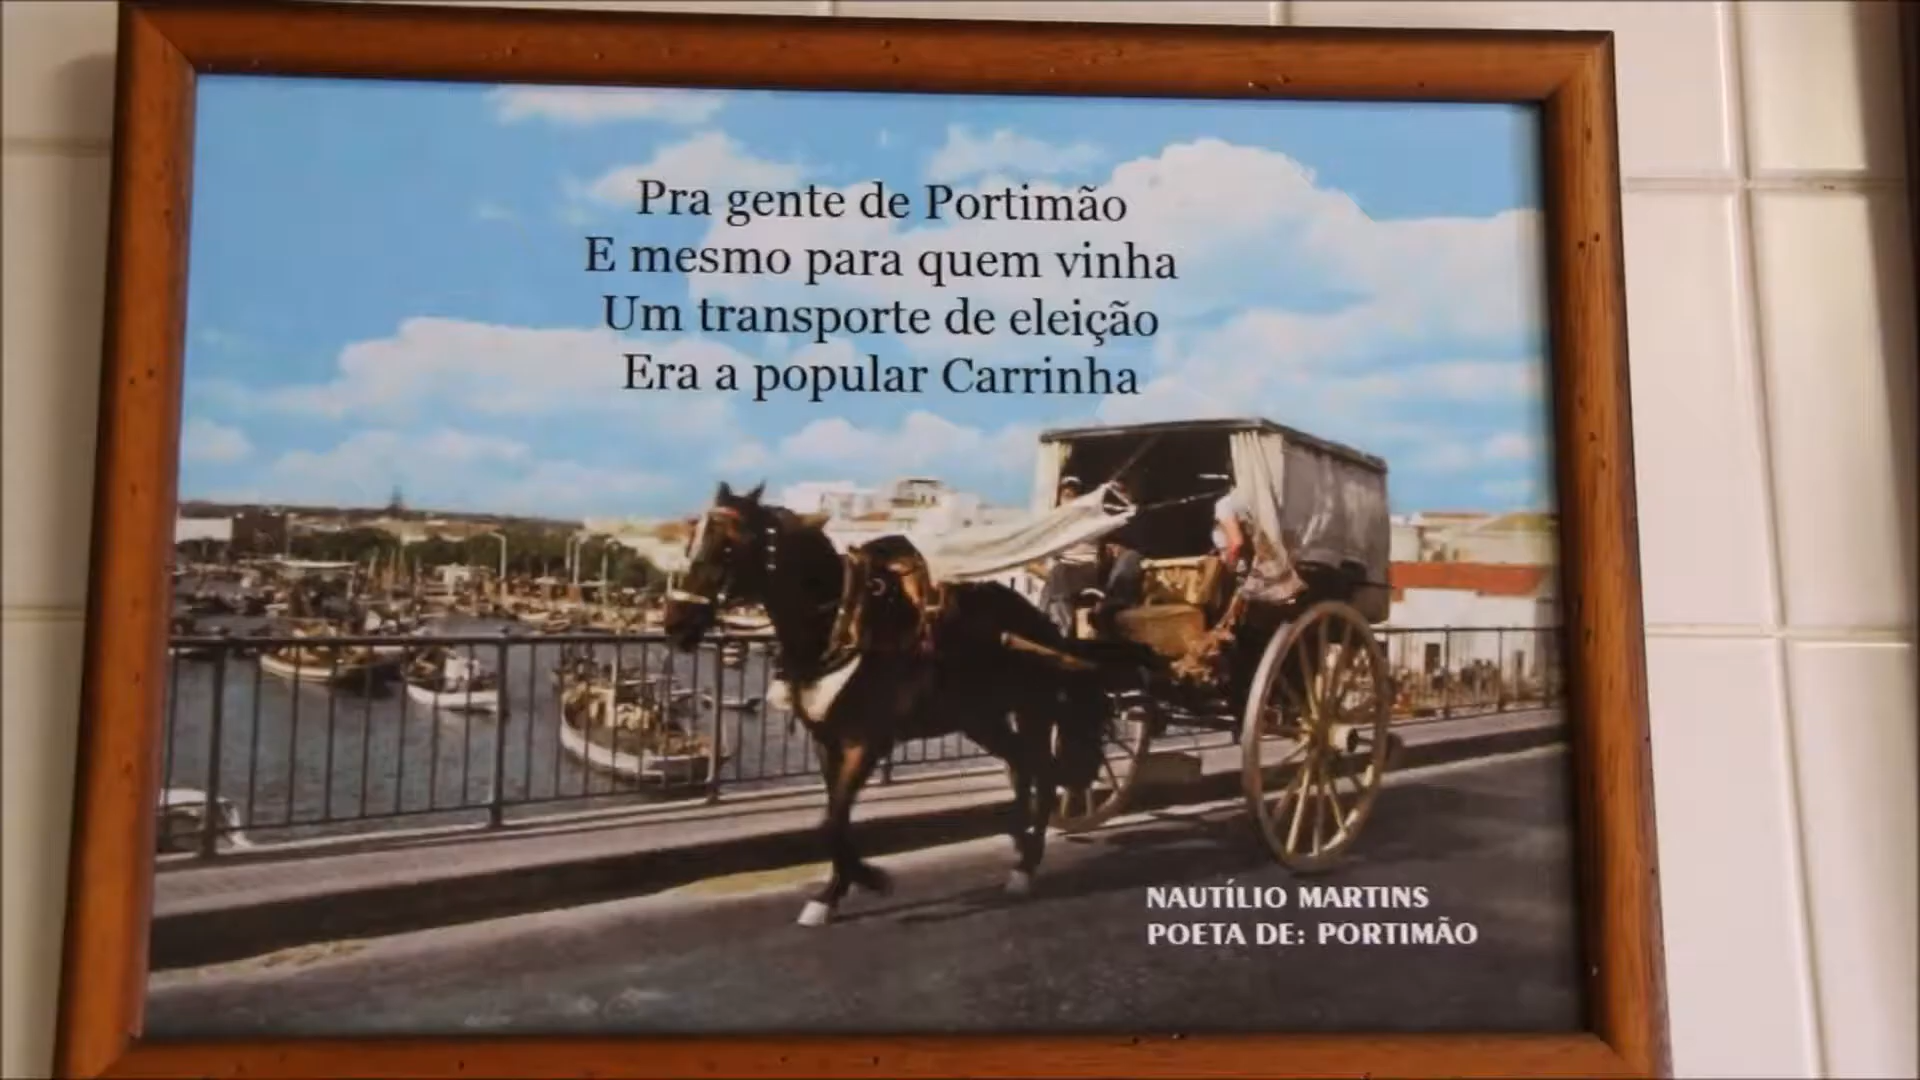 Pra gente de Portimão
E mesmo para quem vinha
Um transporte de eleição
Era a popular Carrinha
NAUTÍLIO MARTINS
POETA DE: PORTIMÃO